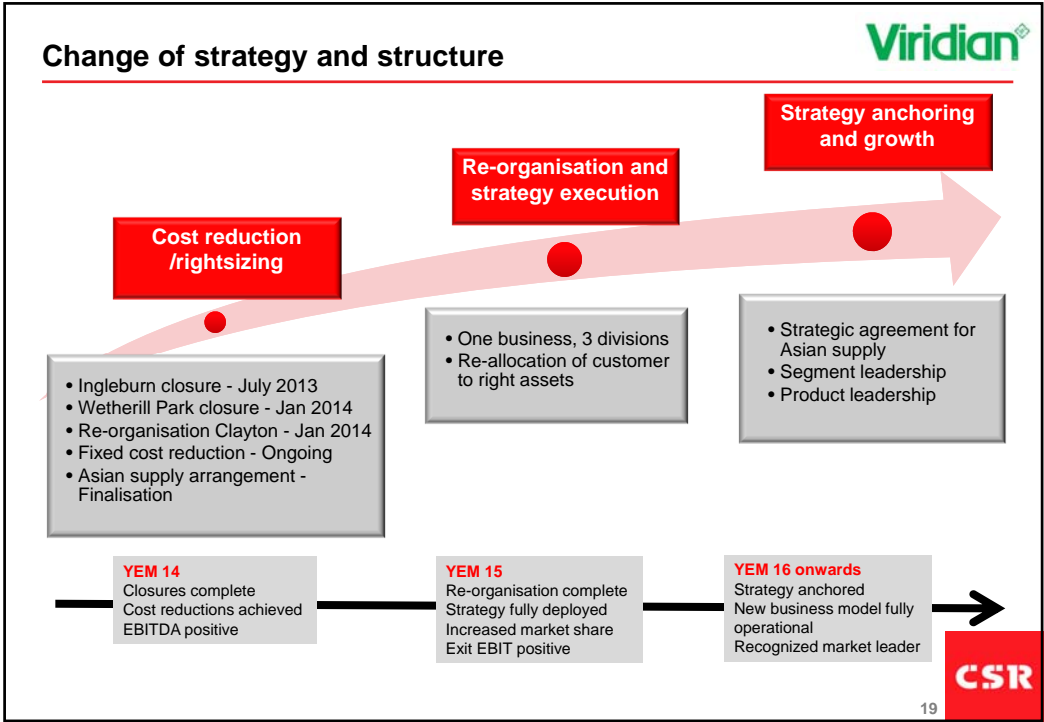 Change of strategy and structure
Viridian
Strategy anchoring
and growth
Re-organisation and
strategy execution
Cost reduction
/rightsizing
• Ingleburn closure - July 2013
• Wetherill Park closure - Jan 2014
• Re-organisation Clayton - Jan 2014
• Fixed cost reduction - Ongoing
• Asian supply arrangement -
Finalisation
• One business, 3 divisions
• Re-allocation of customer
to right assets
• Strategic agreement for
Asian supply
• Segment leadership
• Product leadership
YEM 14
Closures complete
Cost reductions achieved
EBITDA positive
YEM 15
Re-organisation complete
Strategy fully deployed
Increased market share
Exit EBIT positive
YEM 16 onwards
Strategy anchored
New business model fully
operational
Recognized market leader
CSR
19